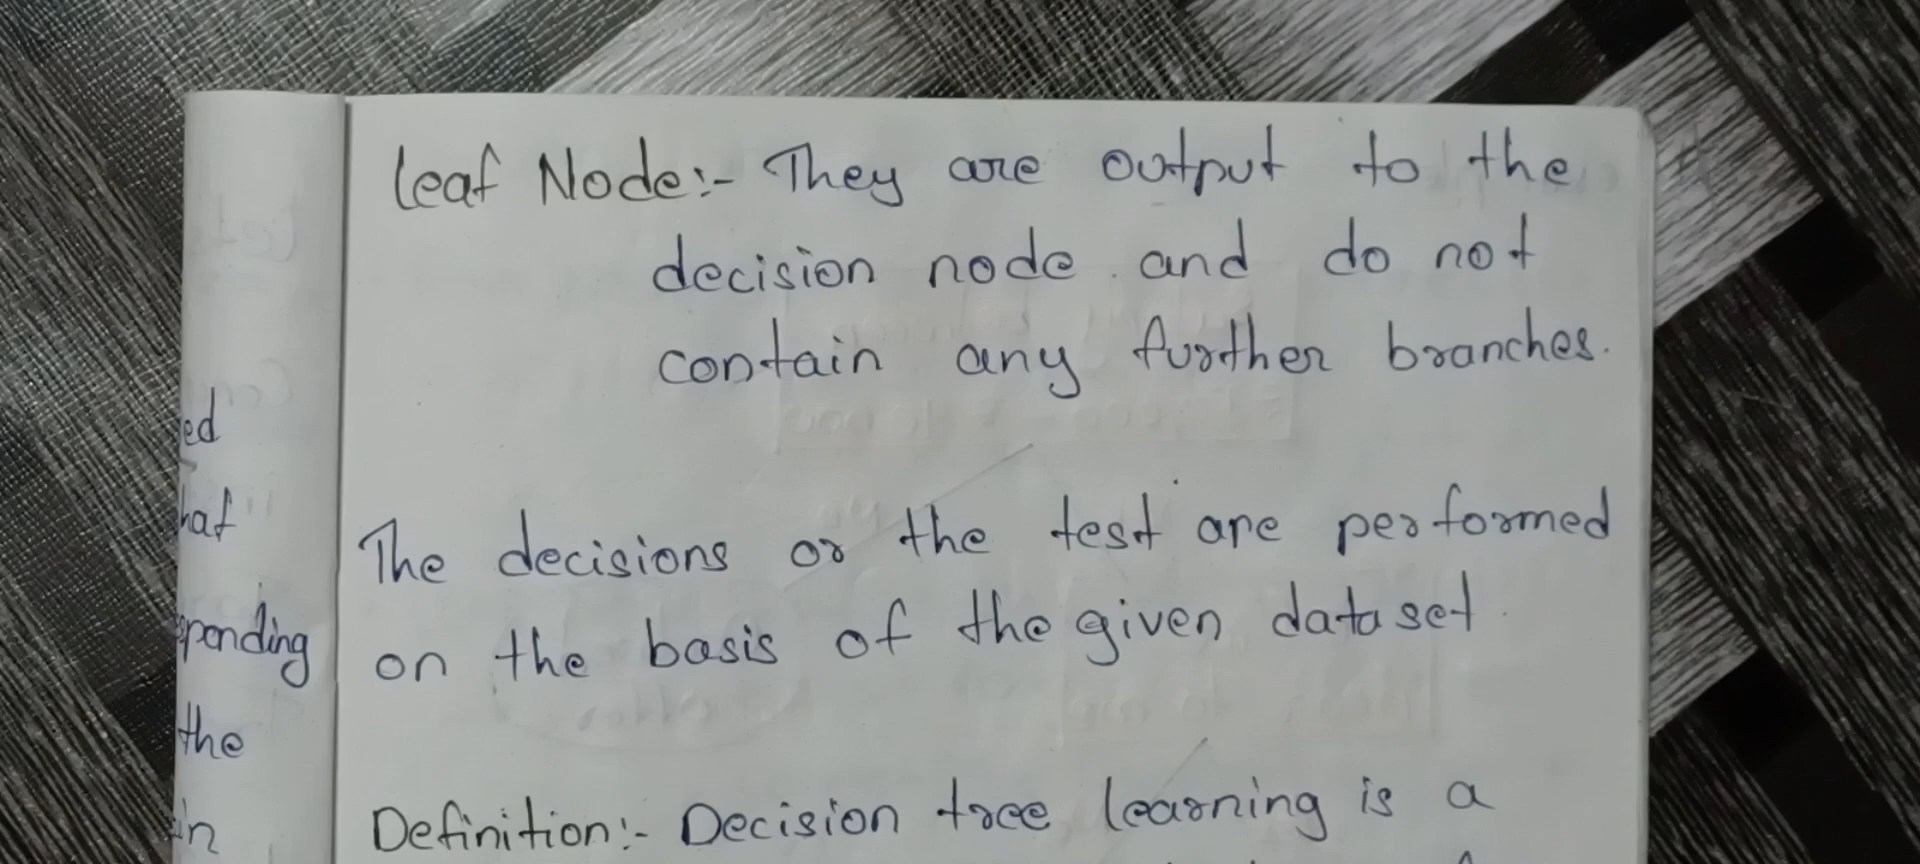 Leaf Node:- They are output to the
decision node and do not
contain any further branches.
The decisions or the test are performed
on the basis of the given data set.
Definition:- Decision tree learning is a
ed
hat
pending
the
in